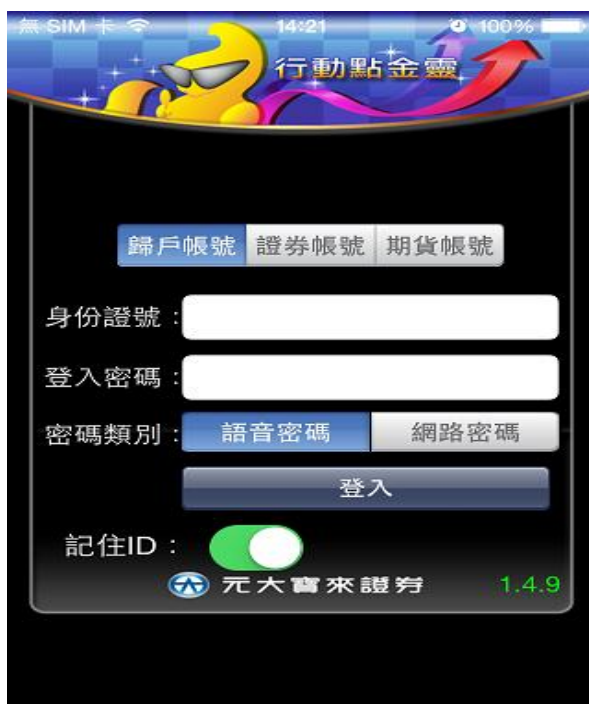 無 SIM 卡 14:21 100%
行動點金靈
歸戶帳號 證券帳號 期貨帳號
身份證號：
登入密碼：
密碼類別： 語音密碼 網路密碼
登入
記住ID：
元大寶來證券 1.4.9